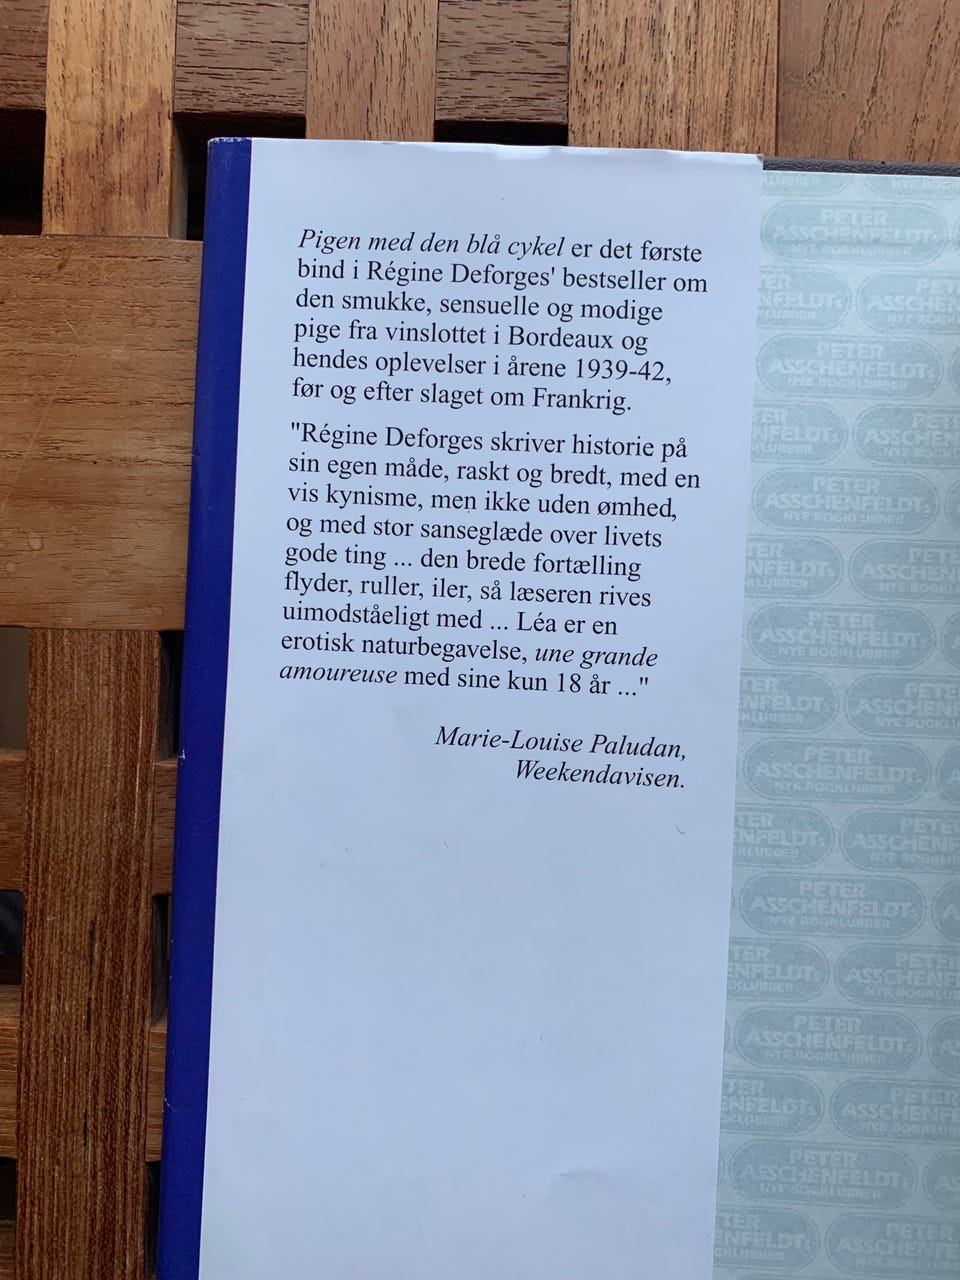 Pigen med den blå cykel er det første
bind i Régine Deforges' bestseller om
den smukke, sensuelle og modige
pige fra vinslottet i Bordeaux og
hendes oplevelser i årene 1939-42,
før og efter slaget om Frankrig.
"Régine Deforges skriver historie på
sin egen måde, raskt og bredt, med en
vis kynisme, men ikke uden ømhed,
og med stor sanseglæde over livets
gode ting ... den brede fortælling
flyder, ruller, iler, så læseren rives
uimodståeligt med ... Léa er en
erotisk naturbegavelse, une grande
amoureuse med sine kun 18 år ..."
Marie-Louise Paludan,
Weekendavisen.
PETER
ASSCHENFELDTs
NYE BOGKLUBBER